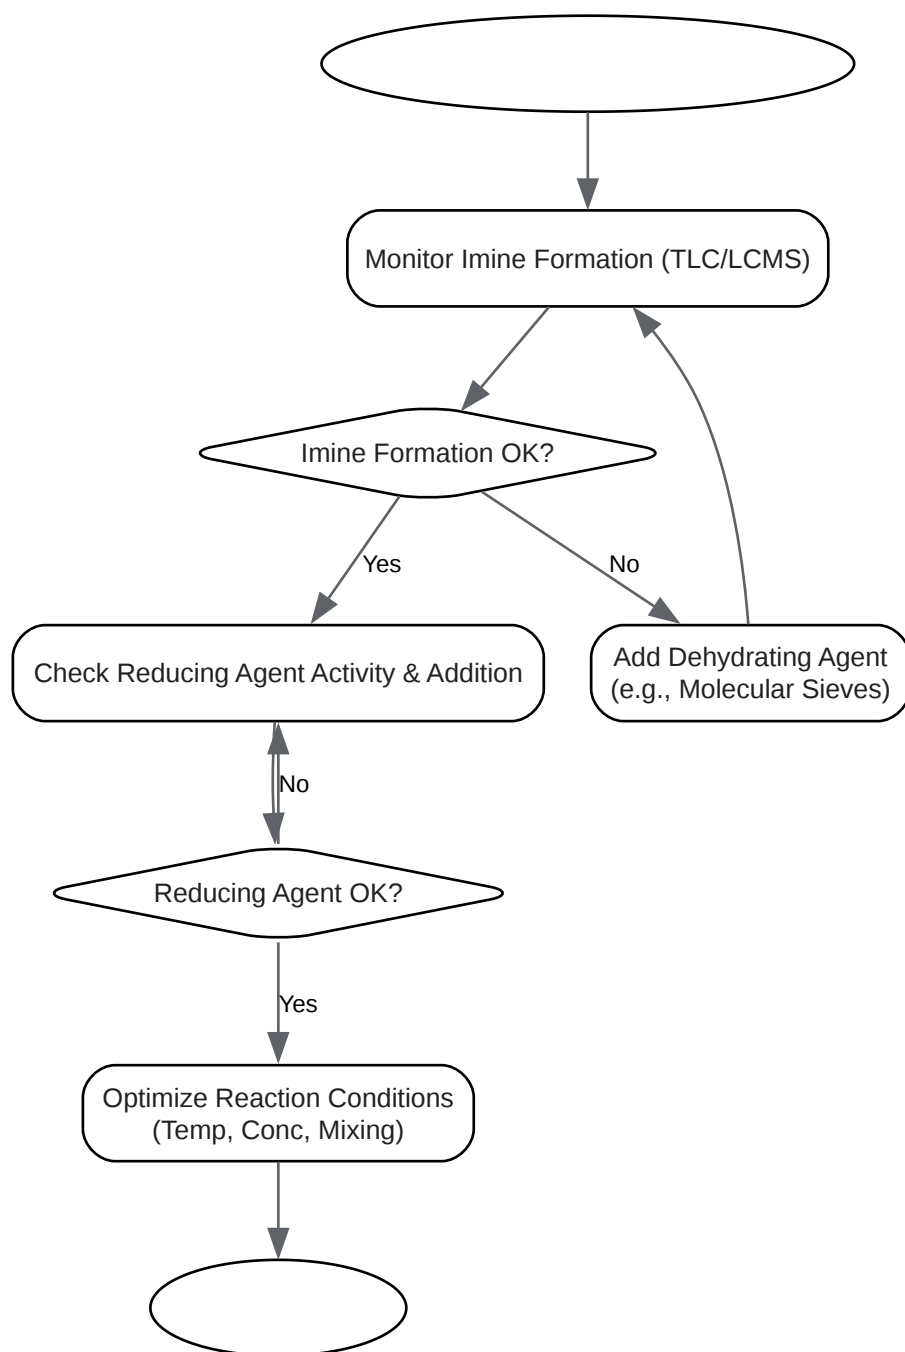 Monitor Imine Formation (TLC/LCMS)
Imine Formation OK?
Yes
No
Check Reducing Agent Activity & Addition
Add Dehydrating Agent
(e.g., Molecular Sieves)
No
Reducing Agent OK?
Yes
Optimize Reaction Conditions
(Temp, Conc, Mixing)